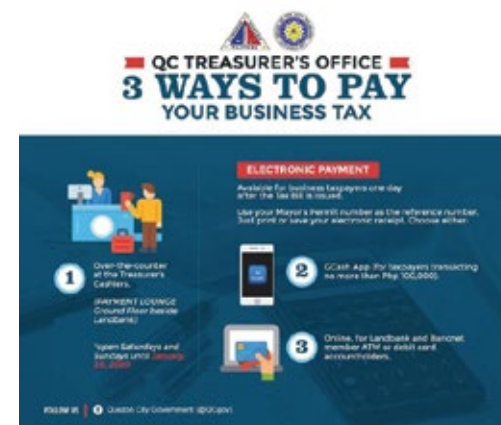 QC TREASURER'S OFFICE
3 WAYS TO PAY
YOUR BUSINESS TAX
ELECTRONIC PAYMENT
Available for business taxpayers one day
after the Tax Bill is issued.
Use your Mayor's Permit number as the reference number.
Just print or save your electronic receipt. Choose either:
1
Over-the-counter
at the Treasurer's
Cashiers.
(PAYMENT LOUNGE
Ground Floor beside
Landbank)
*open Saturdays and
Sundays until January
2
GCash App (for taxpayers transacting
no more than Php 100,000).
3
Online, for Landbank and Bancnet
member ATM or debit card
accountholders.
FOLLOW US
Quezon City Government (@QCgov)